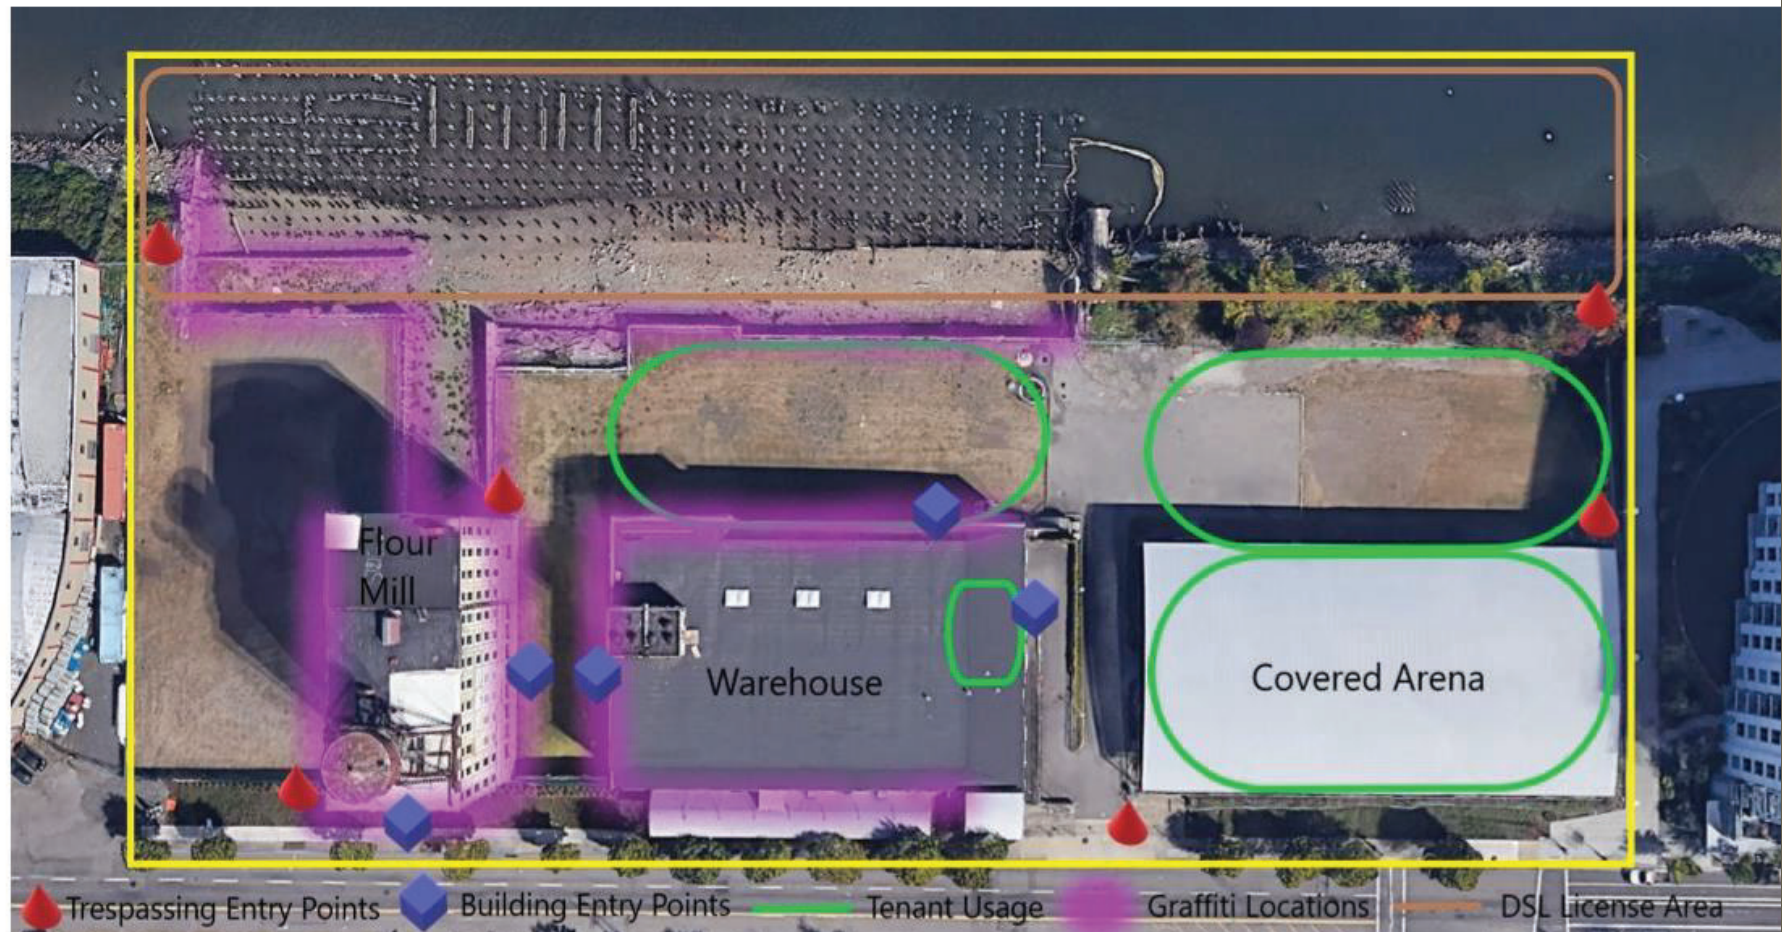 Flour
Mill
Warehouse
Covered Arena
Trespassing Entry Points
Building Entry Points
Tenant Usage
Graffiti Locations
DSL License Area